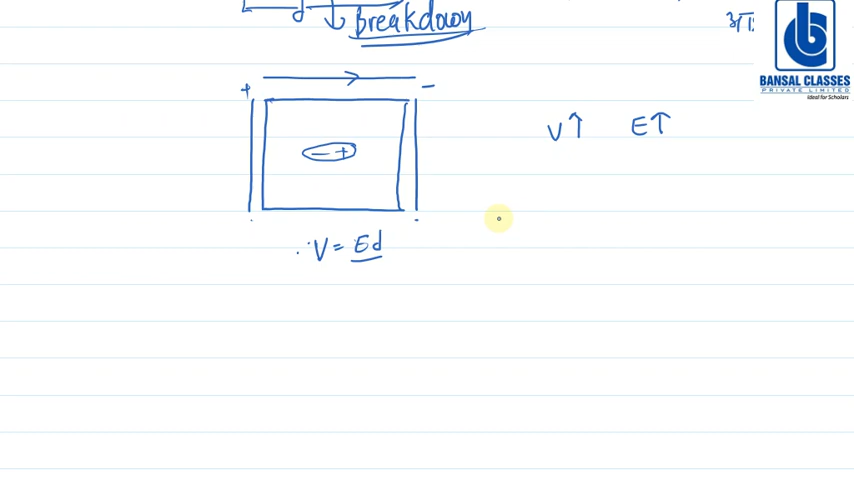 d
↓ breakdown
BANSAL CLASSES
PRIVATE LIMITED
Ideal for Scholars
+ → −
V↑ E↑
− +
∴ V = Ed